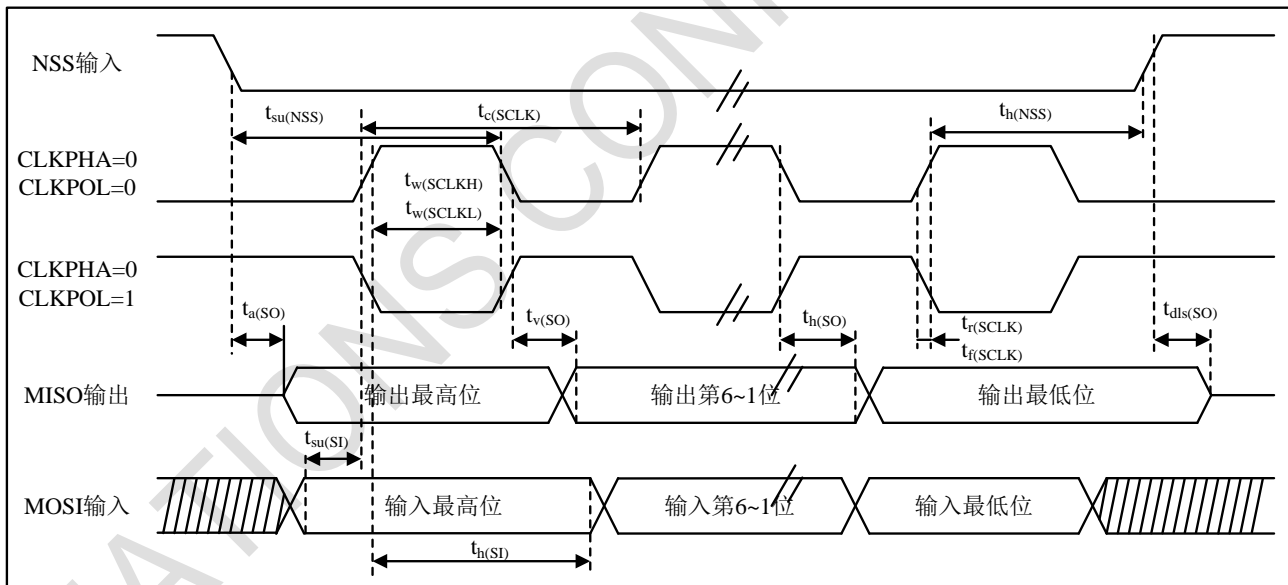 NSS输入
tsu(NSS)
tc(SCLK)
th(NSS)
CLKPHA=0
CLKPOL=0
tw(SCLKH)
tw(SCLKL)
CLKPHA=0
CLKPOL=1
ta(SO)
tv(SO)
th(SO)
tr(SCLK)
tf(SCLK)
tdls(SO)
MISO输出
输出最高位
输出第6~1位
输出最低位
tsu(SI)
MOSI输入
输入最高位
输入第6~1位
输入最低位
th(SI)